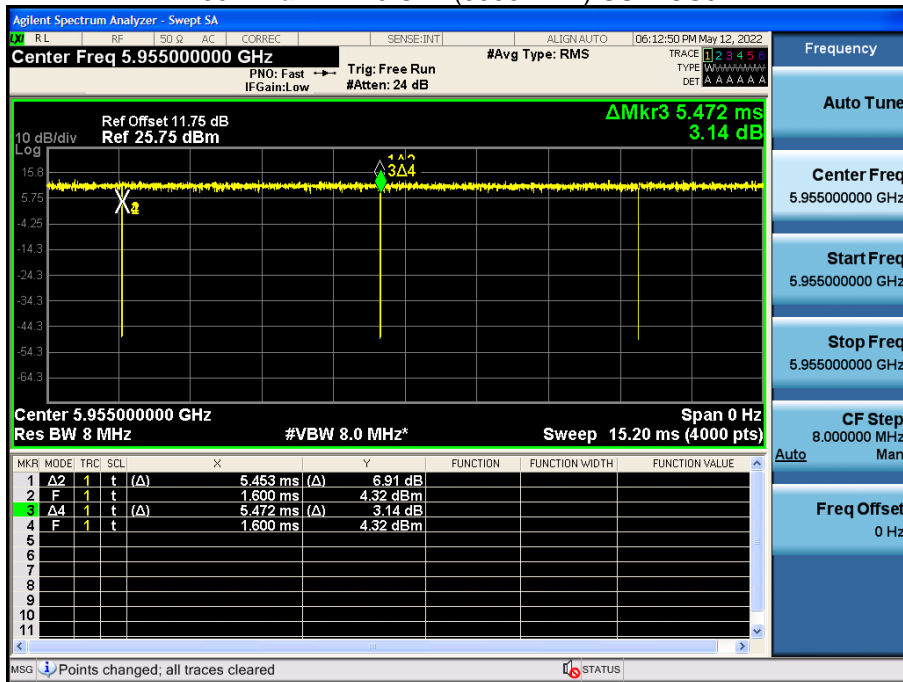 Agilent Spectrum Analyzer - Swept SA
LXI RL RF 50 Ω AC CORREC SENSE:INT ALIGN AUTO 06:12:50 PM May 12, 2022
Center Freq 5.955000000 GHz
PNO: Fast
IFGain:Low
Trig: Free Run
#Atten: 24 dB
#Avg Type: RMS
TRACE 1 2 3 4 5 6
TYPE WWWWWW
DET A A A A A A
Ref Offset 11.75 dB
10 dB/div Ref 25.75 dBm
Log
ΔMkr3 5.472 ms
3.14 dB
15.8
5.75
-4.25
-14.3
-24.3
-34.3
-44.3
-54.3
-64.3
3Δ4
Center 5.955000000 GHz Span 0 Hz
Res BW 8 MHz #VBW 8.0 MHz* Sweep 15.20 ms (4000 pts)
MKR MODE TRC SCL X Y FUNCTION FUNCTION WIDTH FUNCTION VALUE
1 Δ2 1 t (Δ) 5.453 ms (Δ) 6.91 dB
2 F 1 t 1.600 ms 4.32 dBm
3 Δ4 1 t (Δ) 5.472 ms (Δ) 3.14 dB
4 F 1 t 1.600 ms 4.32 dBm
5
6
7
8
9
10
11
MSG Points changed; all traces cleared STATUS
Frequency
Auto Tune
Center Freq
5.955000000 GHz
Start Freq
5.955000000 GHz
Stop Freq
5.955000000 GHz
CF Step
8.000000 MHz
Auto Man
Freq Offset
0 Hz